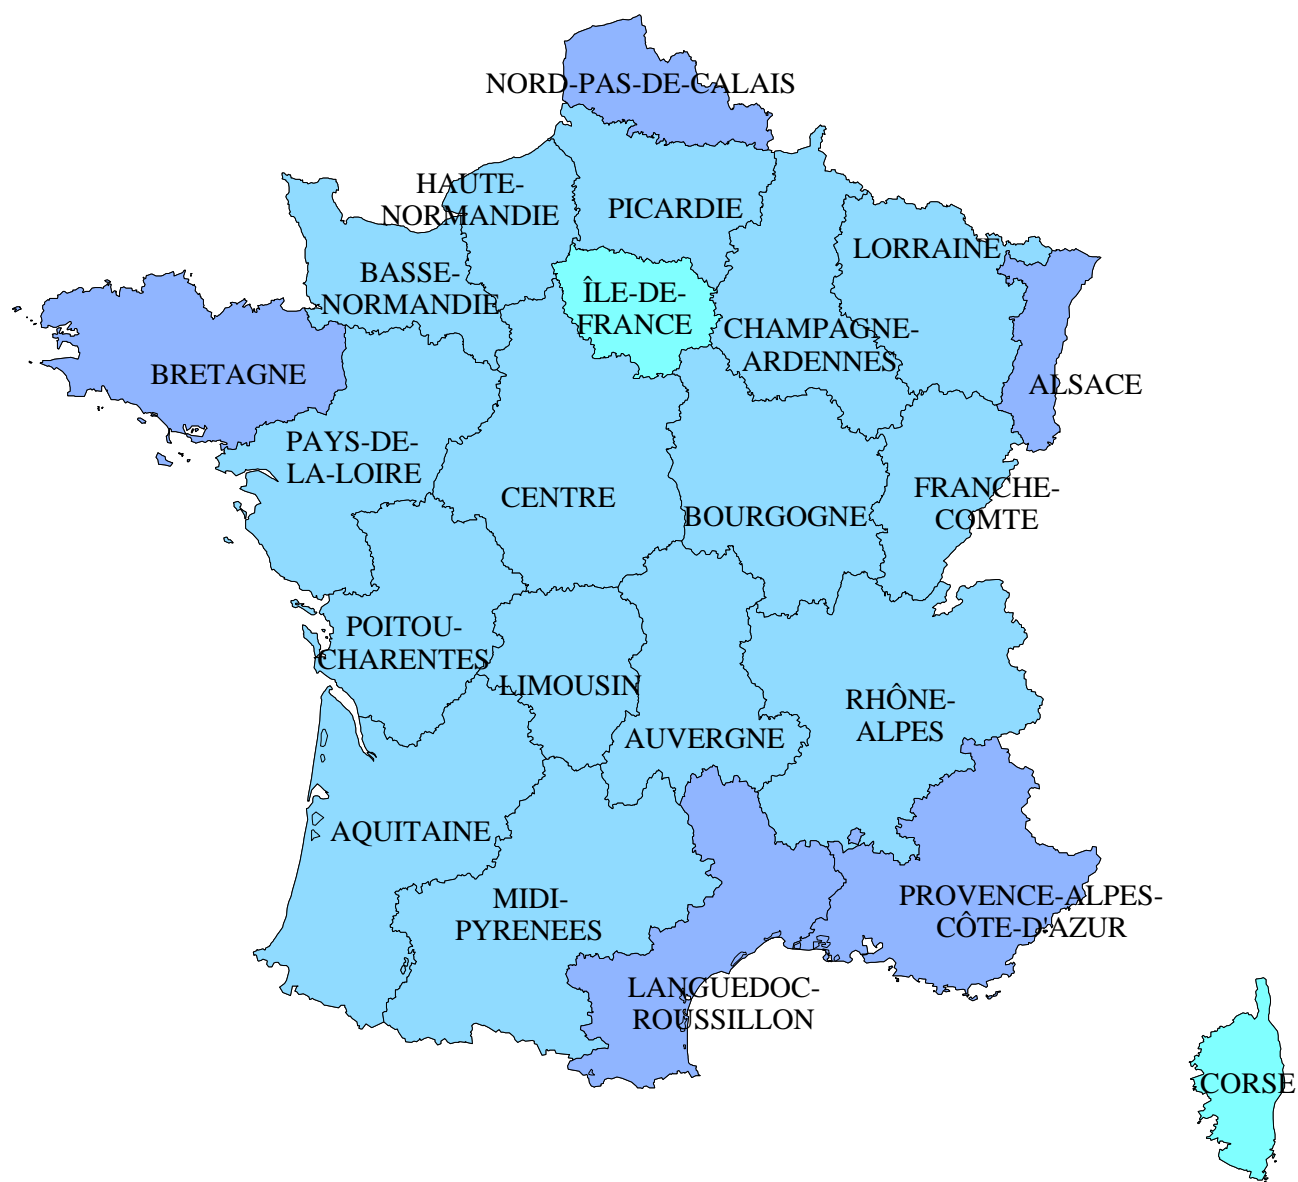 NORD-PAS-DE-CALAIS
HAUTE-
NORMANDIE
PICARDIE
LORRAINE
BASSE-
NORMANDIE
ÎLE-DE-
FRANCE
CHAMPAGNE-
ARDENNES
BRETAGNE
ALSACE
PAYS-DE-
LA-LOIRE
CENTRE
BOURGOGNE
FRANCHE-
COMTE
POITOU-
CHARENTES
LIMOUSIN
AUVERGNE
RHÔNE-
ALPES
AQUITAINE
MIDI-
PYRENEES
PROVENCE-ALPES-
CÔTE-D'AZUR
LANGUEDOC-
ROUSSILLON
CORSE